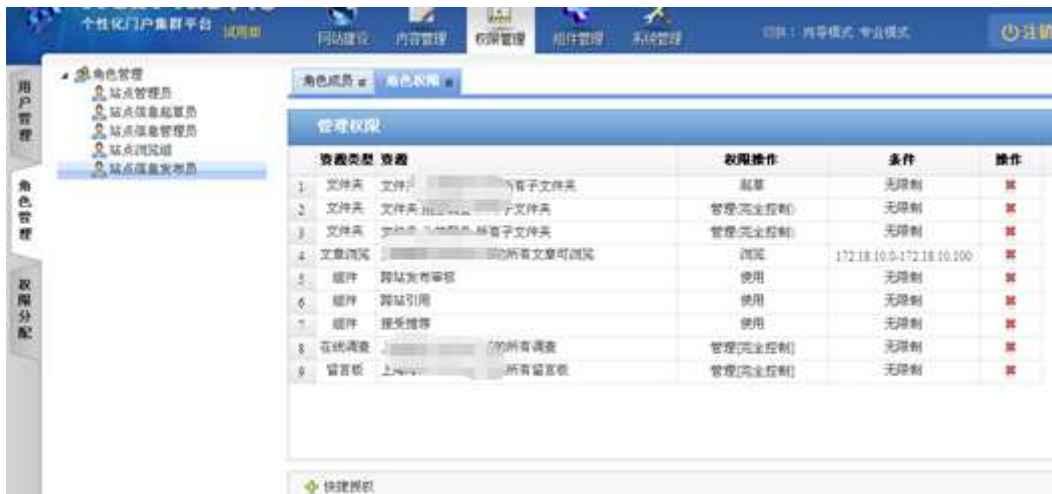 个性化门户集群平台 试用版
网站建设 内容管理 权限管理 组件管理 系统管理 切换： 向导模式 专业模式 注销
用户管理
角色管理
权限分配
角色管理
站点管理员
站点信息起草员
站点信息管理员
站点浏览组
站点信息发布员
角色成员 角色权限
管理权限
资源类型 资源 权限操作 条件 操作
1 文件夹 文件夹 所有子文件夹 起草 无限制
2 文件夹 文件夹 子文件夹 管理[完全控制] 无限制
3 文件夹 所有子文件夹 管理[完全控制] 无限制
4 文章浏览 的所有文章可浏览 浏览 172.18.10.0-172.18.10.100
5 组件 跨站发布审核 使用 无限制
6 组件 跨站引用 使用 无限制
7 组件 接受推荐 使用 无限制
8 在线调查 的所有调查 管理[完全控制] 无限制
9 留言板 上海 所有留言板 管理[完全控制] 无限制
快捷授权